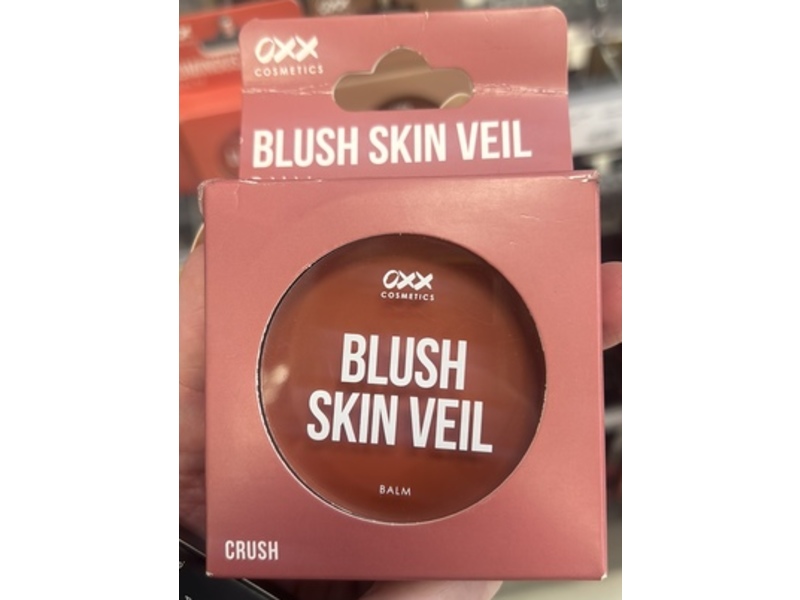 OXX
COSMETICS
BLUSH SKIN VEIL
OXX
COSMETICS
BLUSH
SKIN VEIL
BALM
CRUSH